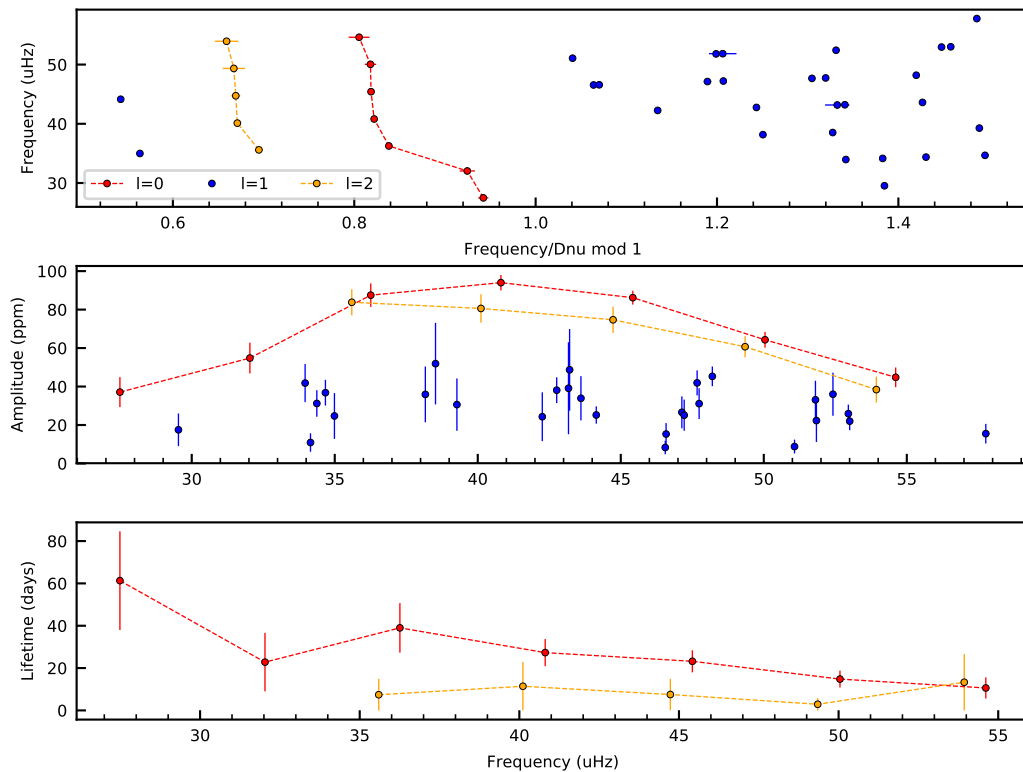 Frequency (uHz)
50
40
30
l=0 l=1 l=2
0.6 0.8 1.0 1.2 1.4
Frequency/Dnu mod 1
Amplitude (ppm)
100
80
60
40
20
0
30 35 40 45 50 55
Lifetime (days)
80
60
40
20
0
30 35 40 45 50 55
Frequency (uHz)